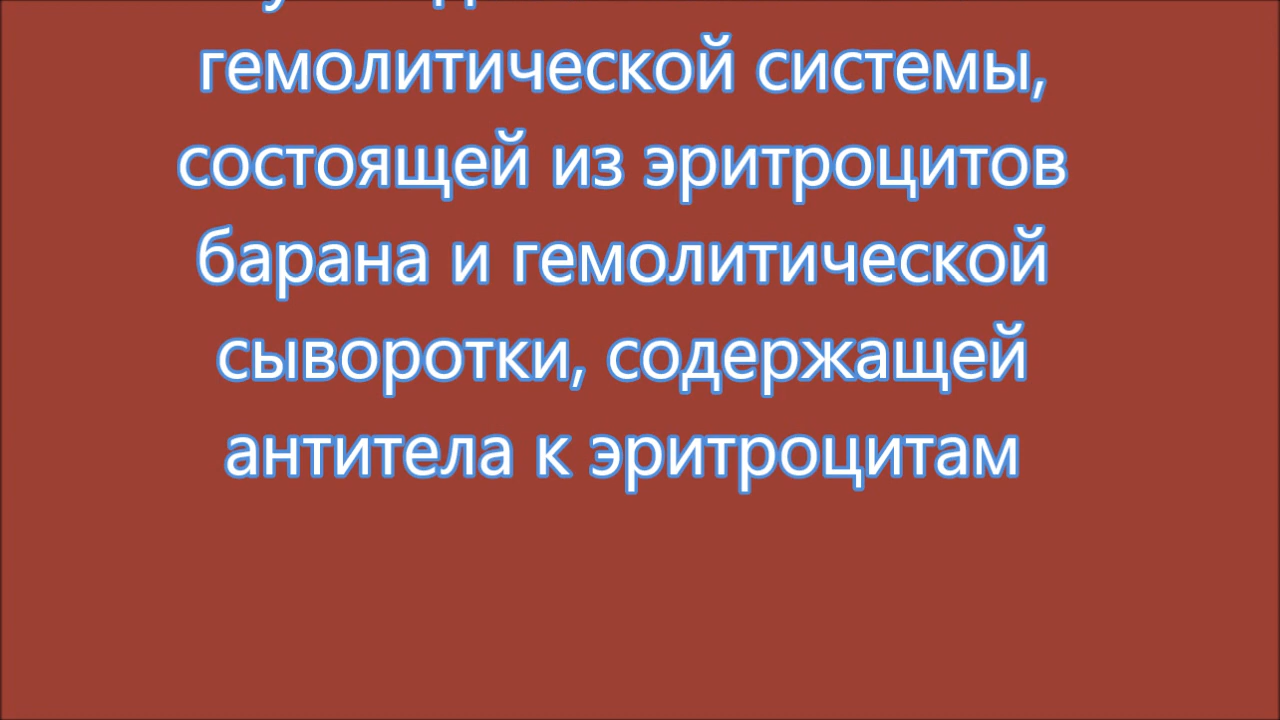 гемолитической системы,
состоящей из эритроцитов
барана и гемолитической
сыворотки, содержащей
антитела к эритроцитам